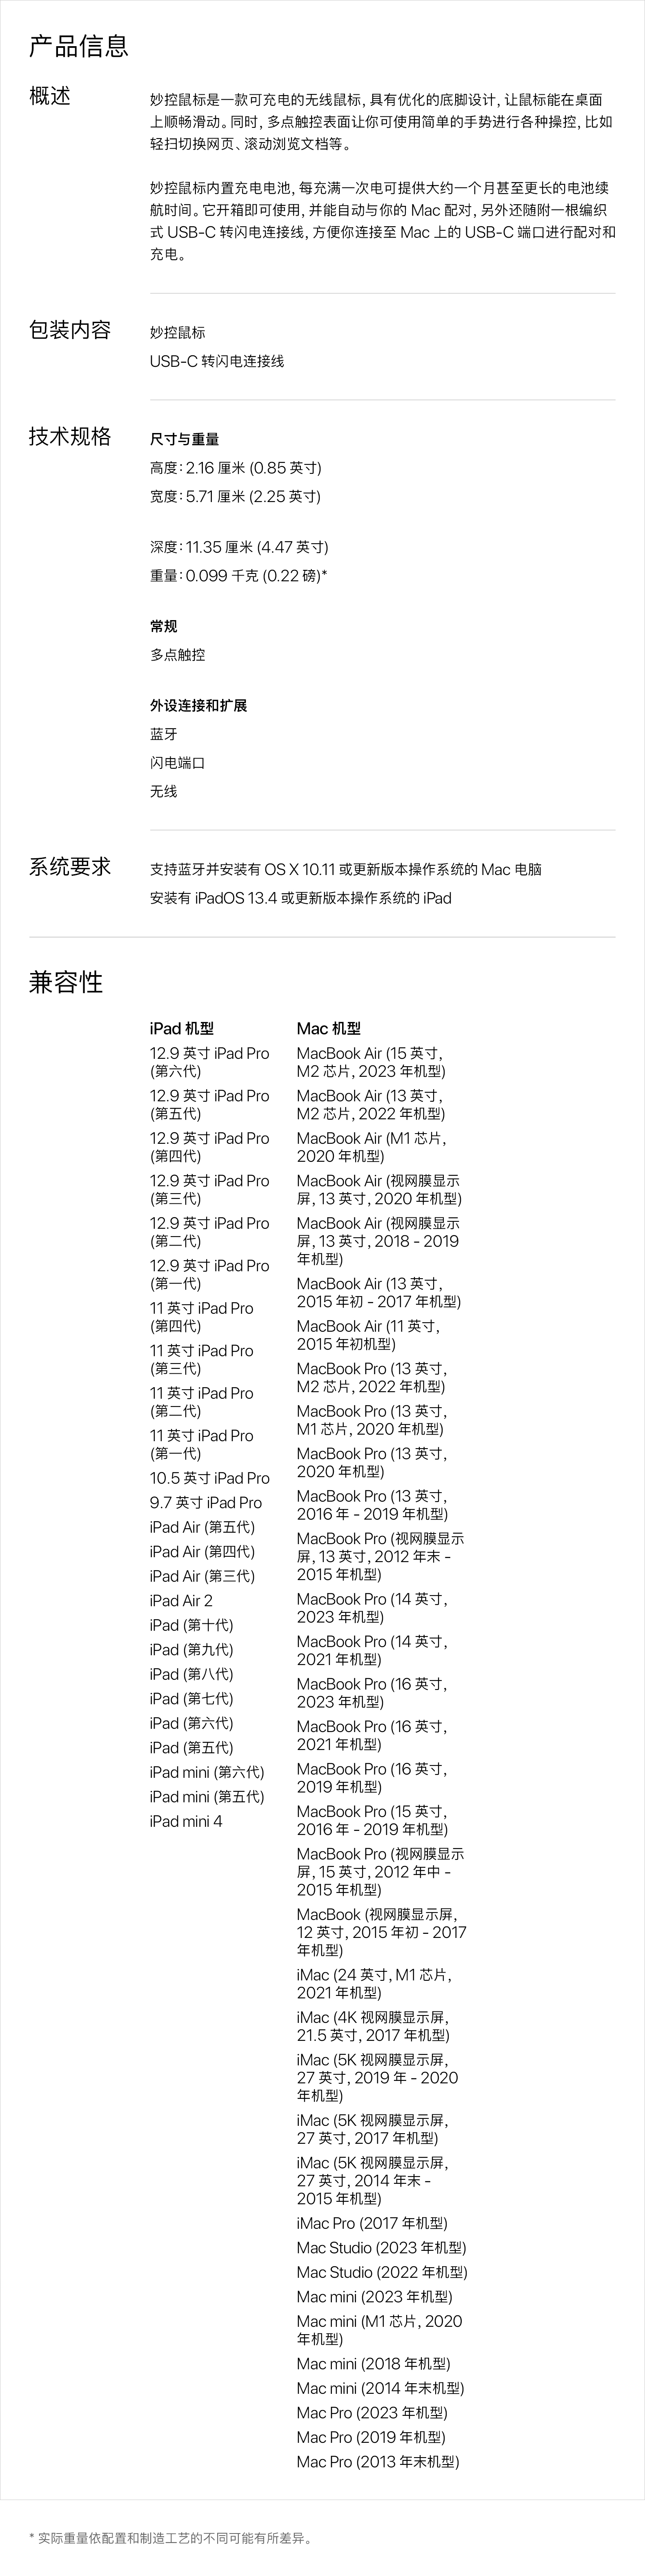 产品信息
概述
妙控鼠标是一款可充电的无线鼠标，具有优化的底脚设计，让鼠标能在桌面
上顺畅滑动。同时，多点触控表面让你可使用简单的手势进行各种操控，比如
轻扫切换网页、滚动浏览文档等。
妙控鼠标内置充电电池，每充满一次电可提供大约一个月甚至更长的电池续
航时间。它开箱即可使用，并能自动与你的 Mac 配对，另外还随附一根编织
式 USB-C 转闪电连接线，方便你连接至 Mac 上的 USB-C 端口进行配对和
充电。
包装内容
妙控鼠标
USB-C 转闪电连接线
技术规格
尺寸与重量
高度：2.16 厘米 (0.85 英寸)
宽度：5.71 厘米 (2.25 英寸)
深度：11.35 厘米 (4.47 英寸)
重量：0.099 千克 (0.22 磅)*
常规
多点触控
外设连接和扩展
蓝牙
闪电端口
无线
系统要求
支持蓝牙并安装有 OS X 10.11 或更新版本操作系统的 Mac 电脑
安装有 iPadOS 13.4 或更新版本操作系统的 iPad
兼容性
iPad 机型
12.9 英寸 iPad Pro
(第六代)
12.9 英寸 iPad Pro
(第五代)
12.9 英寸 iPad Pro
(第四代)
12.9 英寸 iPad Pro
(第三代)
12.9 英寸 iPad Pro
(第二代)
12.9 英寸 iPad Pro
(第一代)
11 英寸 iPad Pro
(第四代)
11 英寸 iPad Pro
(第三代)
11 英寸 iPad Pro
(第二代)
11 英寸 iPad Pro
(第一代)
10.5 英寸 iPad Pro
9.7 英寸 iPad Pro
iPad Air (第五代)
iPad Air (第四代)
iPad Air (第三代)
iPad Air 2
iPad (第十代)
iPad (第九代)
iPad (第八代)
iPad (第七代)
iPad (第六代)
iPad (第五代)
iPad mini (第六代)
iPad mini (第五代)
iPad mini 4
Mac 机型
MacBook Air (15 英寸，
M2 芯片，2023 年机型)
MacBook Air (13 英寸，
M2 芯片，2022 年机型)
MacBook Air (M1 芯片，
2020 年机型)
MacBook Air (视网膜显示
屏，13 英寸，2020 年机型)
MacBook Air (视网膜显示
屏，13 英寸，2018 - 2019
年机型)
MacBook Air (13 英寸，
2015 年初 - 2017 年机型)
MacBook Air (11 英寸，
2015 年初机型)
MacBook Pro (13 英寸，
M2 芯片，2022 年机型)
MacBook Pro (13 英寸，
M1 芯片，2020 年机型)
MacBook Pro (13 英寸，
2020 年机型)
MacBook Pro (13 英寸，
2016 年 - 2019 年机型)
MacBook Pro (视网膜显示
屏，13 英寸，2012 年末 -
2015 年机型)
MacBook Pro (14 英寸，
2023 年机型)
MacBook Pro (14 英寸，
2021 年机型)
MacBook Pro (16 英寸，
2023 年机型)
MacBook Pro (16 英寸，
2021 年机型)
MacBook Pro (16 英寸，
2019 年机型)
MacBook Pro (15 英寸，
2016 年 - 2019 年机型)
MacBook Pro (视网膜显示
屏，15 英寸，2012 年中 -
2015 年机型)
MacBook (视网膜显示屏，
12 英寸，2015 年初 - 2017
年机型)
iMac (24 英寸，M1 芯片，
2021 年机型)
iMac (4K 视网膜显示屏，
21.5 英寸，2017 年机型)
iMac (5K 视网膜显示屏，
27 英寸，2019 年 - 2020
年机型)
iMac (5K 视网膜显示屏，
27 英寸，2017 年机型)
iMac (5K 视网膜显示屏，
27 英寸，2014 年末 -
2015 年机型)
iMac Pro (2017 年机型)
Mac Studio (2023 年机型)
Mac Studio (2022 年机型)
Mac mini (2023 年机型)
Mac mini (M1 芯片，2020
年机型)
Mac mini (2018 年机型)
Mac mini (2014 年末机型)
Mac Pro (2023 年机型)
Mac Pro (2019 年机型)
Mac Pro (2013 年末机型)
* 实际重量依配置和制造工艺的不同可能有所差异。